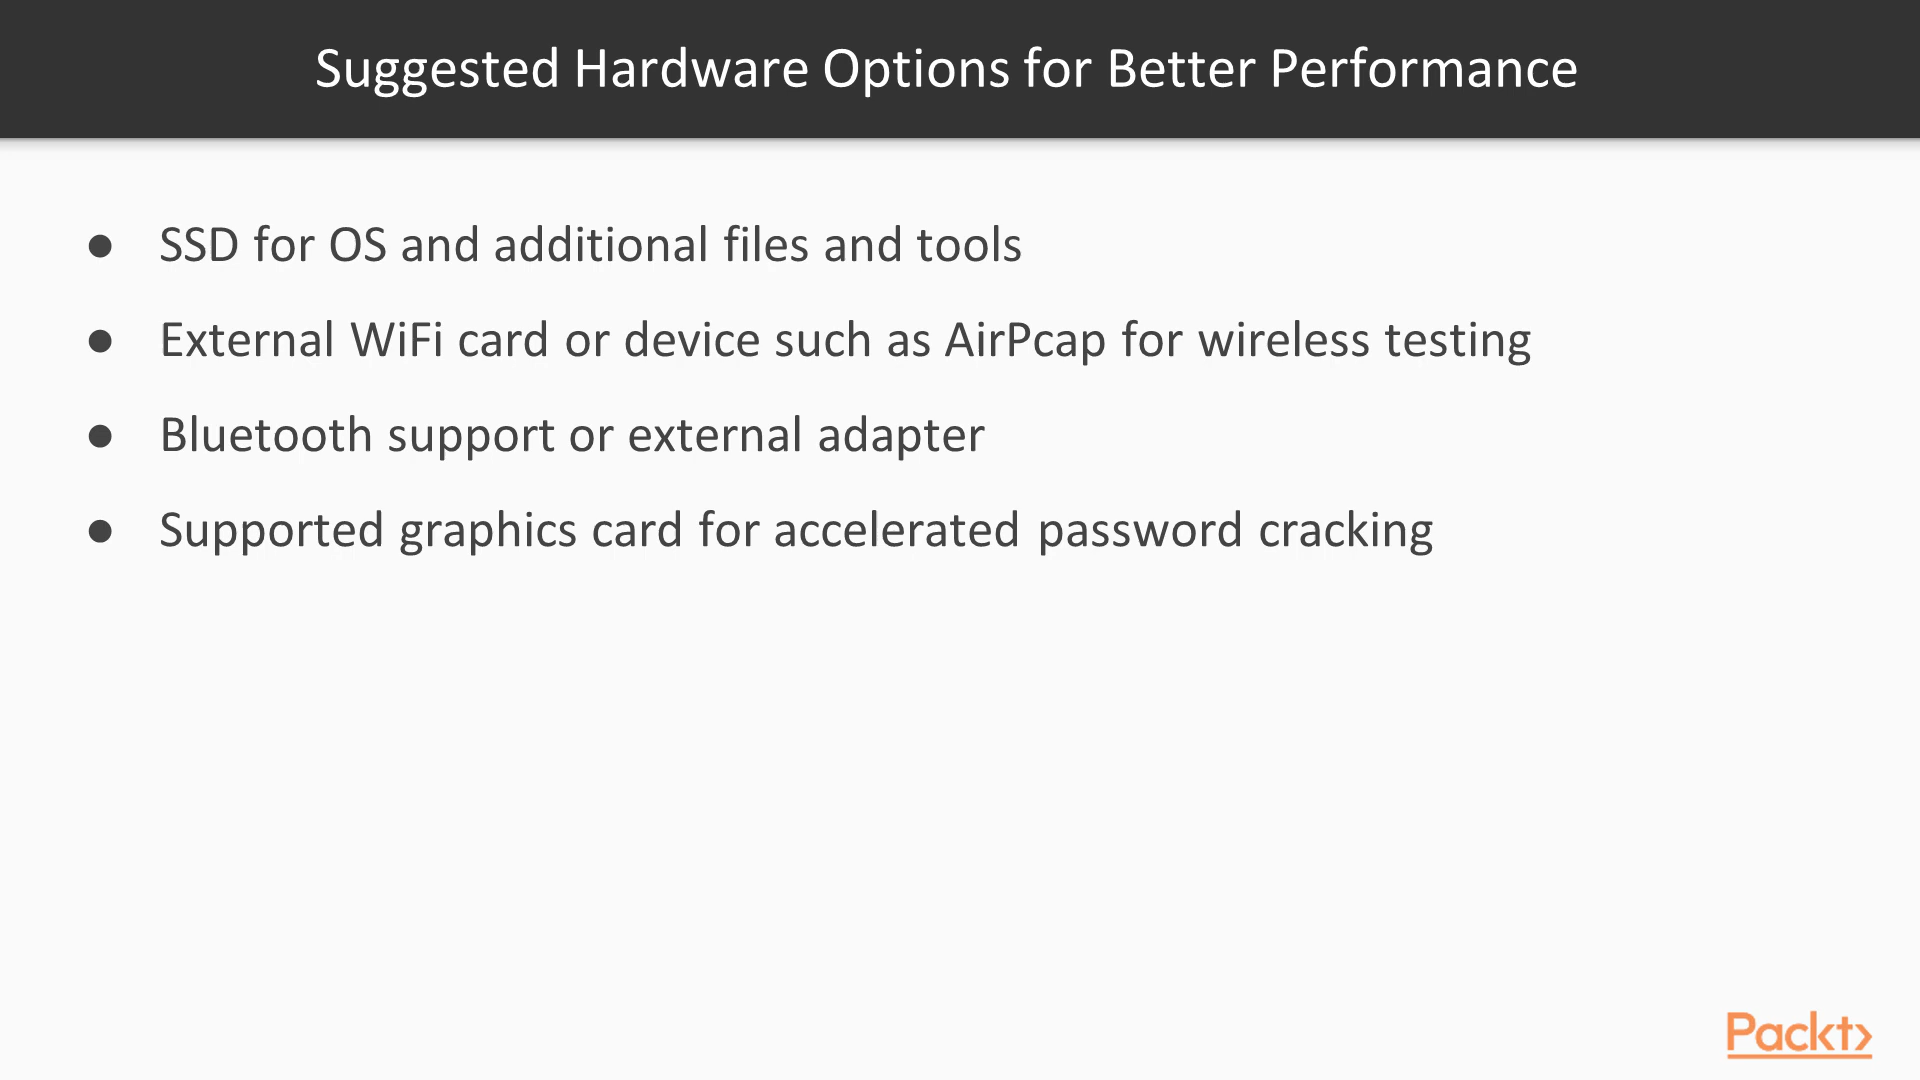 Suggested Hardware Options for Better Performance
● SSD for OS and additional files and tools
● External WiFi card or device such as AirPcap for wireless testing
● Bluetooth support or external adapter
● Supported graphics card for accelerated password cracking
Packt>